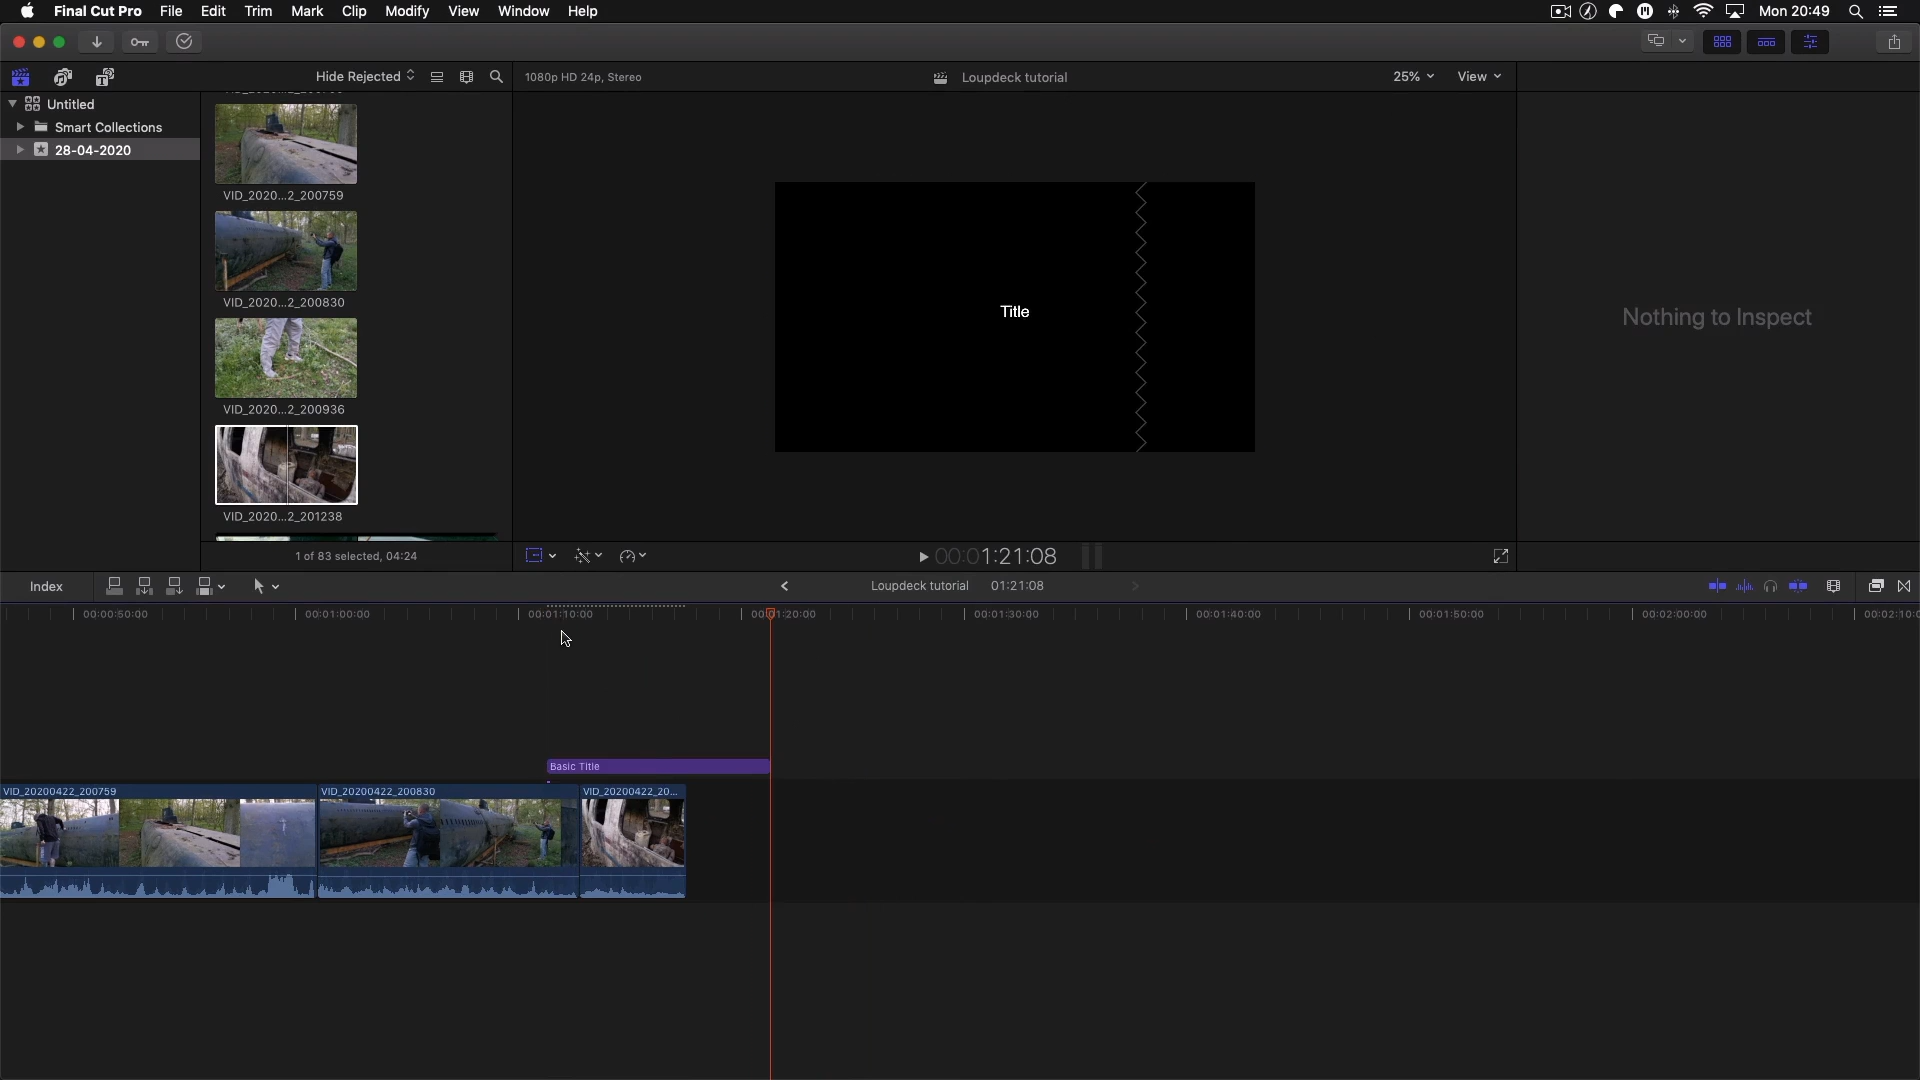 Final Cut Pro File Edit Trim Mark Clip Modify View Window Help Mon 20:49
Hide Rejected
1080p HD 24p, Stereo
Loupdeck tutorial
25%
View
Untitled
Smart Collections
28-04-2020
VID_2020...2_200759
VID_2020...2_200830
VID_2020...2_200936
VID_2020...2_201238
1 of 83 selected, 04:24
Title
Nothing to Inspect
00:01:21:08
Index
Loupdeck tutorial 01:21:08
00:00:50:00 00:01:00:00 00:01:10:00 00:01:20:00 00:01:30:00 00:01:40:00 00:01:50:00 00:02:00:00
Basic Title
VID_20200422_200759 VID_20200422_200830 VID_20200422_20...